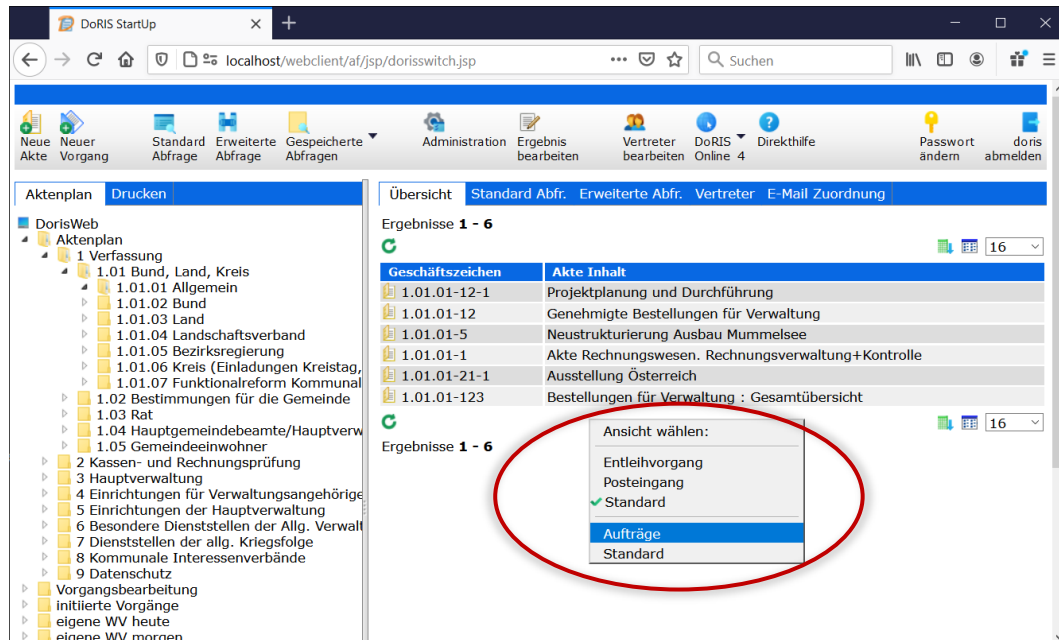 DoRIS StartUp
localhost/webclient/af/jsp/dorisswitch.jsp
Suchen
Neue Akte
Neuer Vorgang
Standard Abfrage
Erweiterte Abfrage
Gespeicherte Abfragen
Administration
Ergebnis bearbeiten
Vertreter bearbeiten
DoRIS Online 4
Direkthilfe
Passwort ändern
doris abmelden
Aktenplan Drucken
DorisWeb
Aktenplan
1 Verfassung
1.01 Bund, Land, Kreis
1.01.01 Allgemein
1.01.02 Bund
1.01.03 Land
1.01.04 Landschaftsverband
1.01.05 Bezirksregierung
1.01.06 Kreis (Einladungen Kreistag,
1.01.07 Funktionalreform Kommunal
1.02 Bestimmungen für die Gemeinde
1.03 Rat
1.04 Hauptgemeindebeamte/Hauptverw
1.05 Gemeindeeinwohner
2 Kassen- und Rechnungsprüfung
3 Hauptverwaltung
4 Einrichtungen für Verwaltungsangehörige
5 Einrichtungen der Hauptverwaltung
6 Besondere Dienststellen der Allg. Verwalt
7 Dienststellen der allg. Kriegsfolge
8 Kommunale Interessenverbände
9 Datenschutz
Vorgangsbearbeitung
initiierte Vorgänge
eigene WV heute
eigene WV morgen
Übersicht Standard Abfr. Erweiterte Abfr. Vertreter E-Mail Zuordnung
Ergebnisse 1 - 6
16
Geschäftszeichen Akte Inhalt
1.01.01-12-1 Projektplanung und Durchführung
1.01.01-12 Genehmigte Bestellungen für Verwaltung
1.01.01-5 Neustrukturierung Ausbau Mummelsee
1.01.01-1 Akte Rechnungswesen. Rechnungsverwaltung+Kontrolle
1.01.01-21-1 Ausstellung Österreich
1.01.01-123 Bestellungen für Verwaltung : Gesamtübersicht
16
Ergebnisse 1 - 6
Ansicht wählen:
Entleihvorgang
Posteingang
Standard
Aufträge
Standard